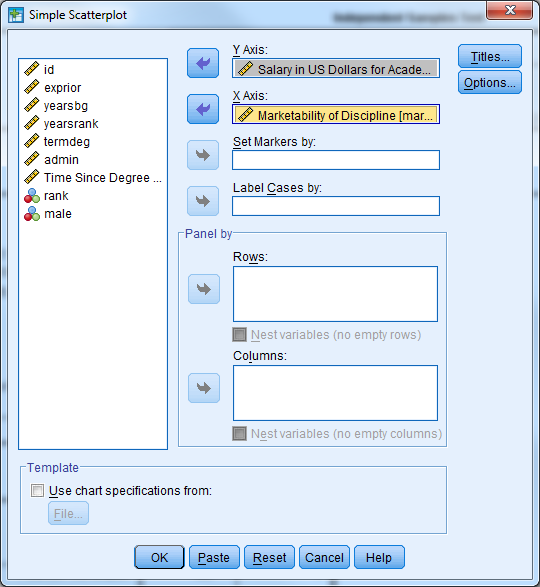 Simple Scatterplot
id
exprior
yearsbg
yearsrank
termdeg
admin
Time Since Degree ...
rank
male
Y Axis:
Salary in US Dollars for Acade...
X Axis:
Marketability of Discipline [mar...
Set Markers by:
Label Cases by:
Titles...
Options...
Panel by
Rows:
Nest variables (no empty rows)
Columns:
Nest variables (no empty columns)
Template
Use chart specifications from:
File...
OK
Paste
Reset
Cancel
Help